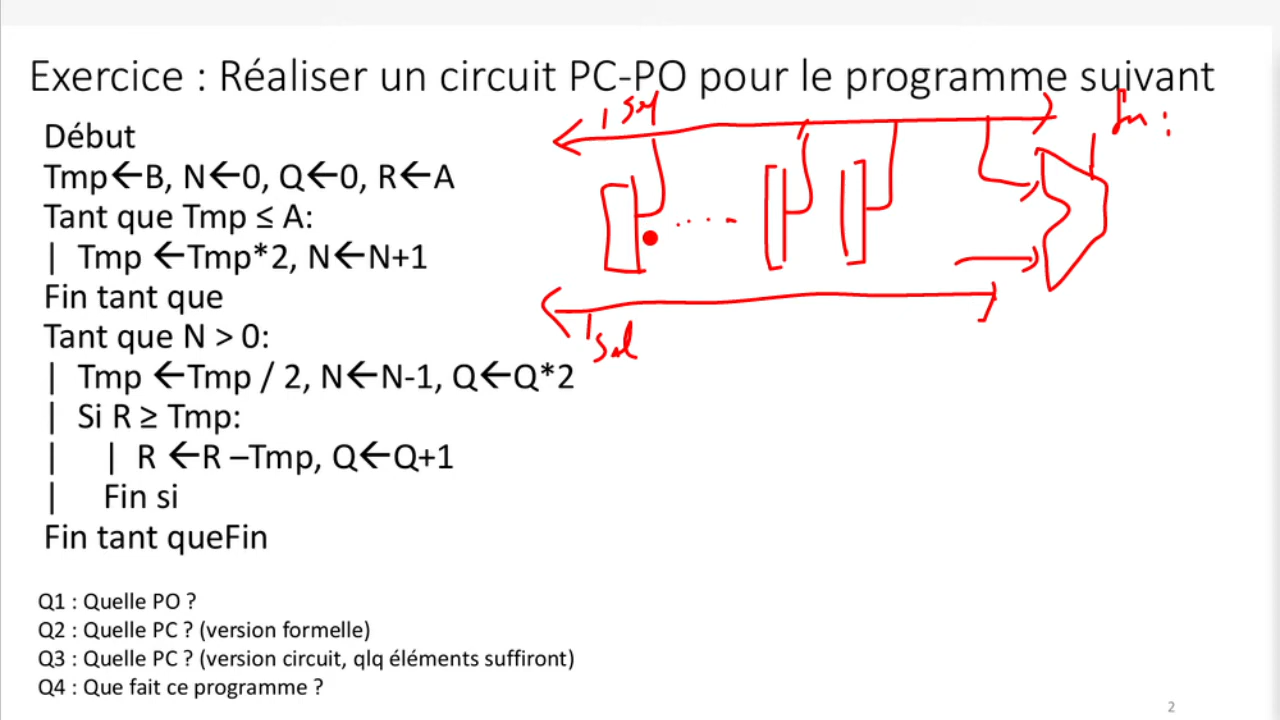 Exercice : Réaliser un circuit PC-PO pour le programme suivant
Début
Tmp←B, N←0, Q←0, R←A
Tant que Tmp ≤ A:
| Tmp ←Tmp*2, N←N+1
Fin tant que
Tant que N > 0:
| Tmp ←Tmp / 2, N←N-1, Q←Q*2
| Si R ≥ Tmp:
| | R ←R –Tmp, Q←Q+1
| Fin si
Fin tant queFin
Q1 : Quelle PO ?
Q2 : Quelle PC ? (version formelle)
Q3 : Quelle PC ? (version circuit, qlq éléments suffiront)
Q4 : Que fait ce programme ?
2